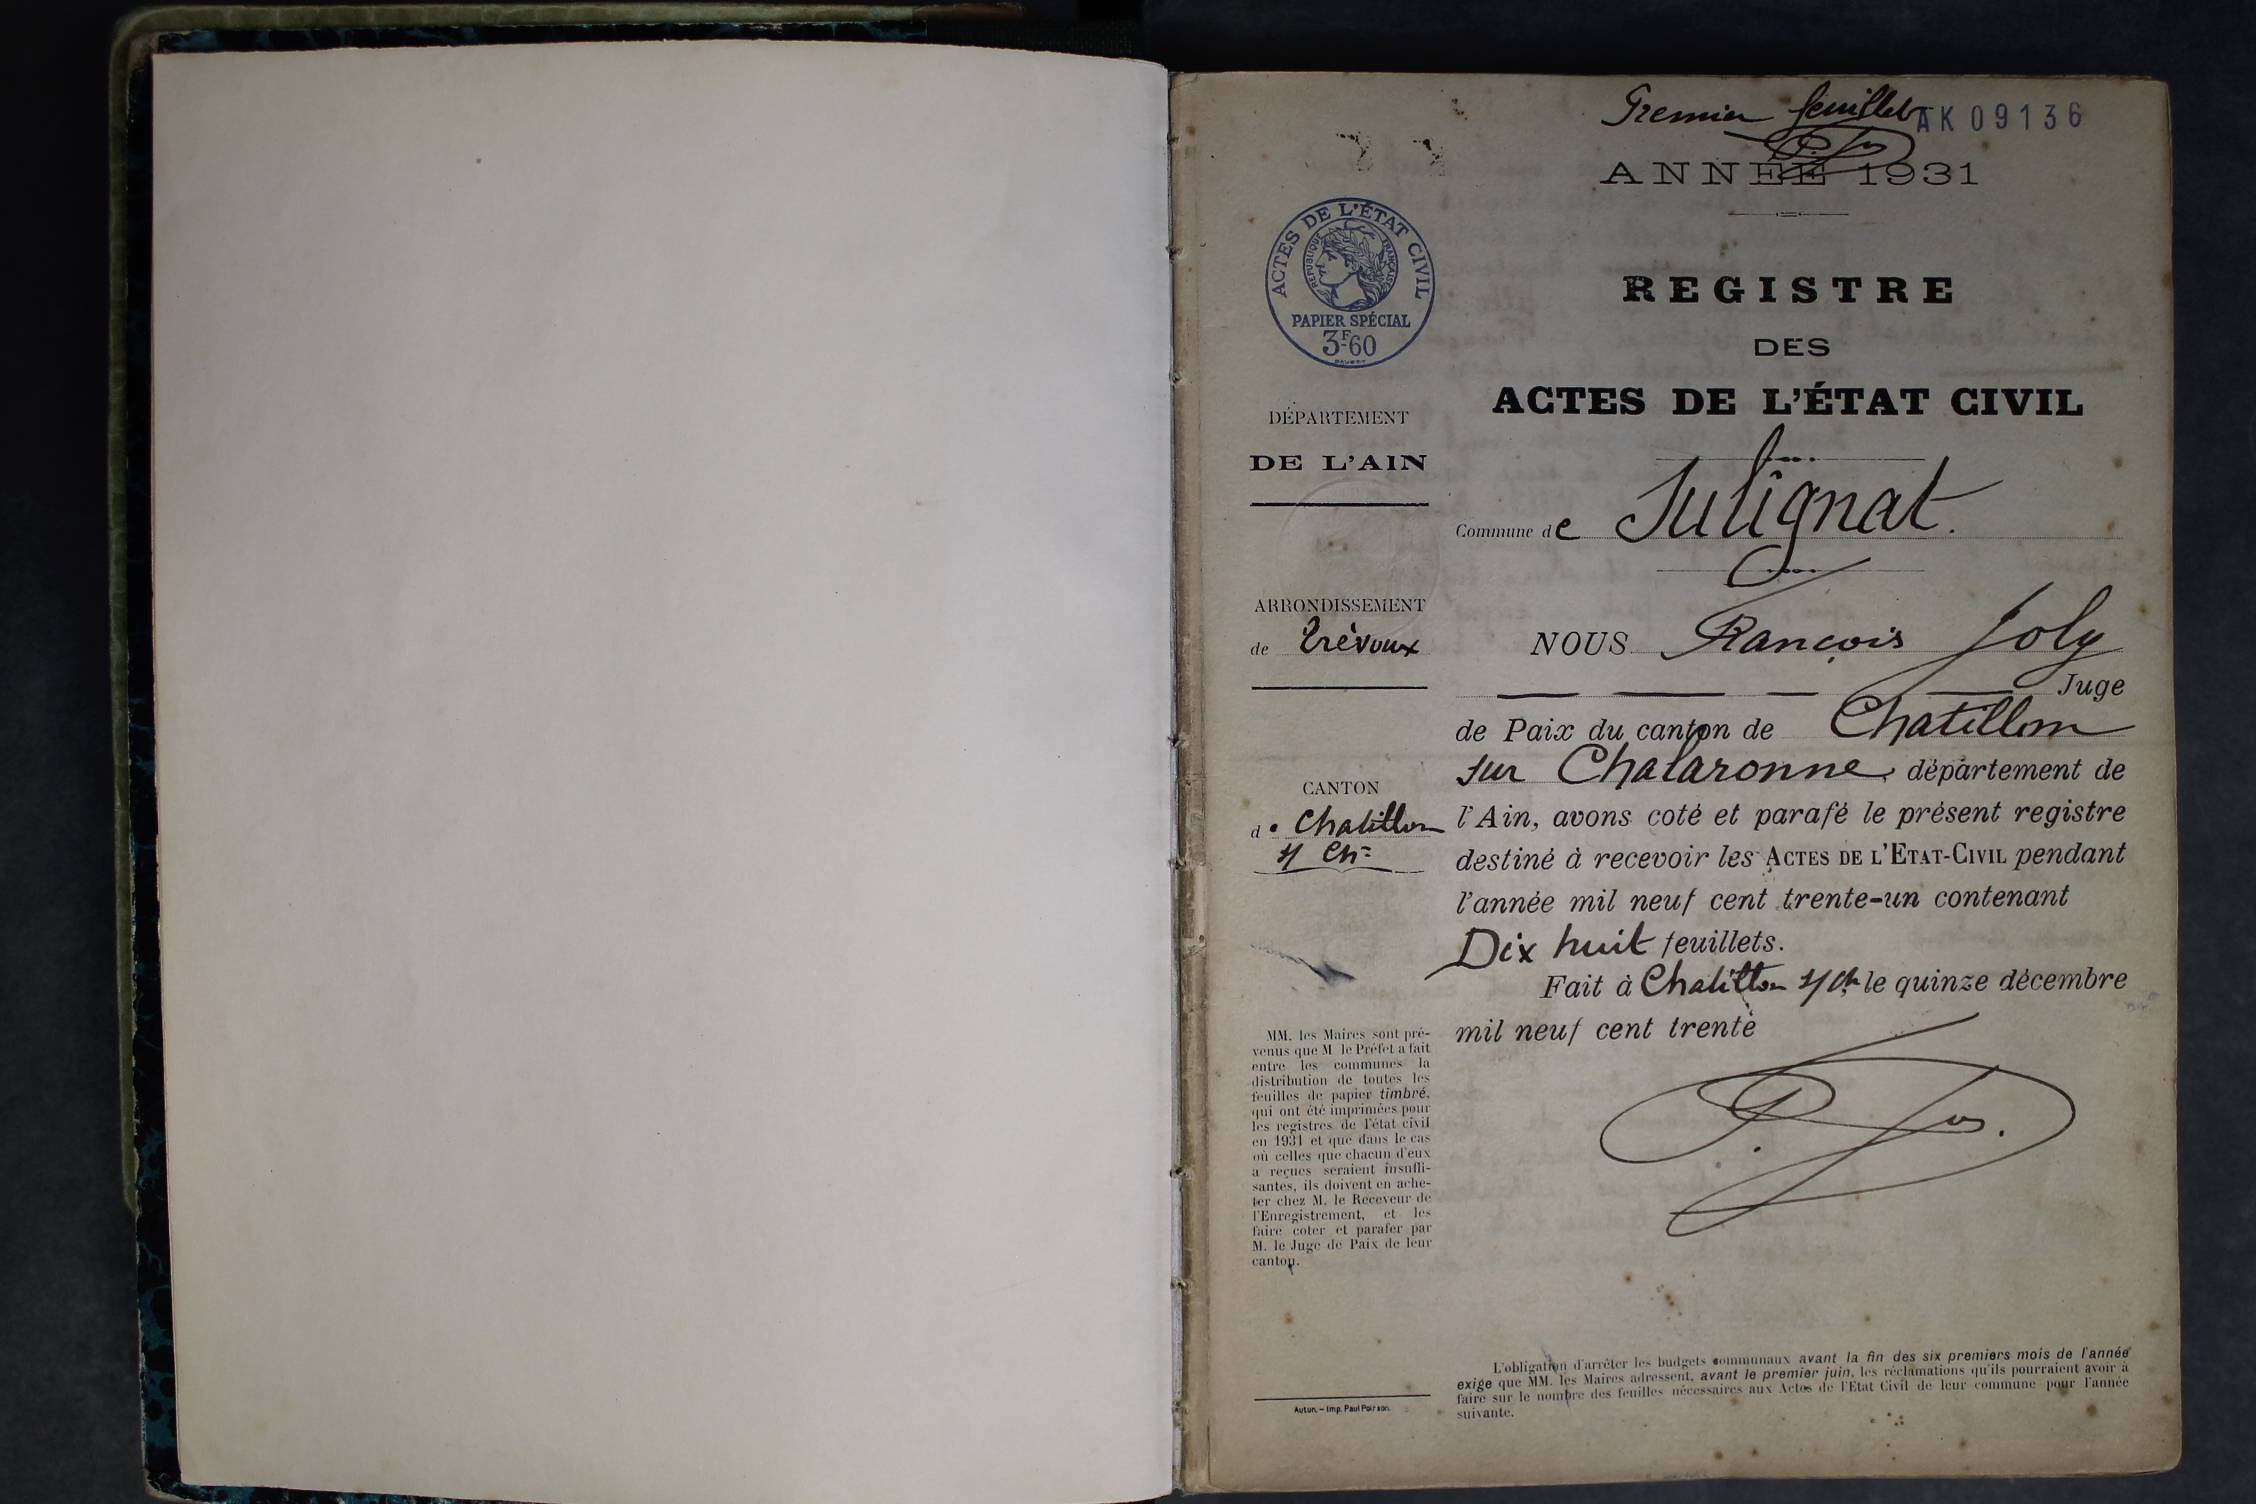 Premier feuillet
AK 09136
ANNÉE 1931
ACTES DE L'ÉTAT CIVIL
RÉPUBLIQUE FRANÇAISE
PAPIER SPÉCIAL
3F60
REGISTRE
DES
ACTES DE L'ÉTAT CIVIL
DÉPARTEMENT
DE L'AIN
Commune de Sulignat.
ARRONDISSEMENT
de Trévoux
CANTON
de Chatillon
s/ Ch=
NOUS François Joly
Juge
de Paix du canton de Chatillon
sur Chalaronne, département de
l'Ain, avons coté et parafé le présent registre
destiné à recevoir les ACTES DE L'ETAT-CIVIL pendant
l'année mil neuf cent trente-un contenant
Dix huit feuillets.
Fait à Chatillon s/ Ch le quinze décembre
mil neuf cent trente
MM. les Maires sont pré-
venus que M. le Préfet a fait
entre les communes la
distribution de toutes les
feuilles de papier timbré,
qui ont été imprimées pour
les registres de l'état civil
en 1931 et que dans le cas
où celles que chacun d'eux
a reçues seraient insuffi-
santes, ils doivent en ache-
ter chez M. le Receveur de
l'Enregistrement, et les
faire coter et parafer par
M. le Juge de Paix de leur
canton.
Autun. – Imp. Paul Poirson.
L'obligation d'arrêter les budgets communaux avant la fin des six premiers mois de l'année
exige que MM. les Maires adressent, avant le premier juin, les réclamations qu'ils pourraient avoir à
faire sur le nombre des feuilles nécessaires aux Actes de l'Etat Civil de leur commune pour l'année
suivante.